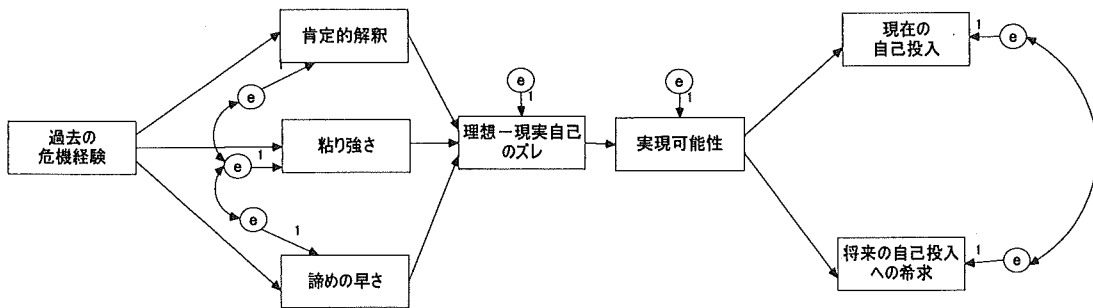 肯定的解釈
1
e
e
1
e
1
過去の
危機経験
粘り強さ
e
1
理想－現実自己
のズレ
実現可能性
e
1
e
1
諦めの早さ
現在の
自己投入
1
e
将来の自己投入
への希求
1
e